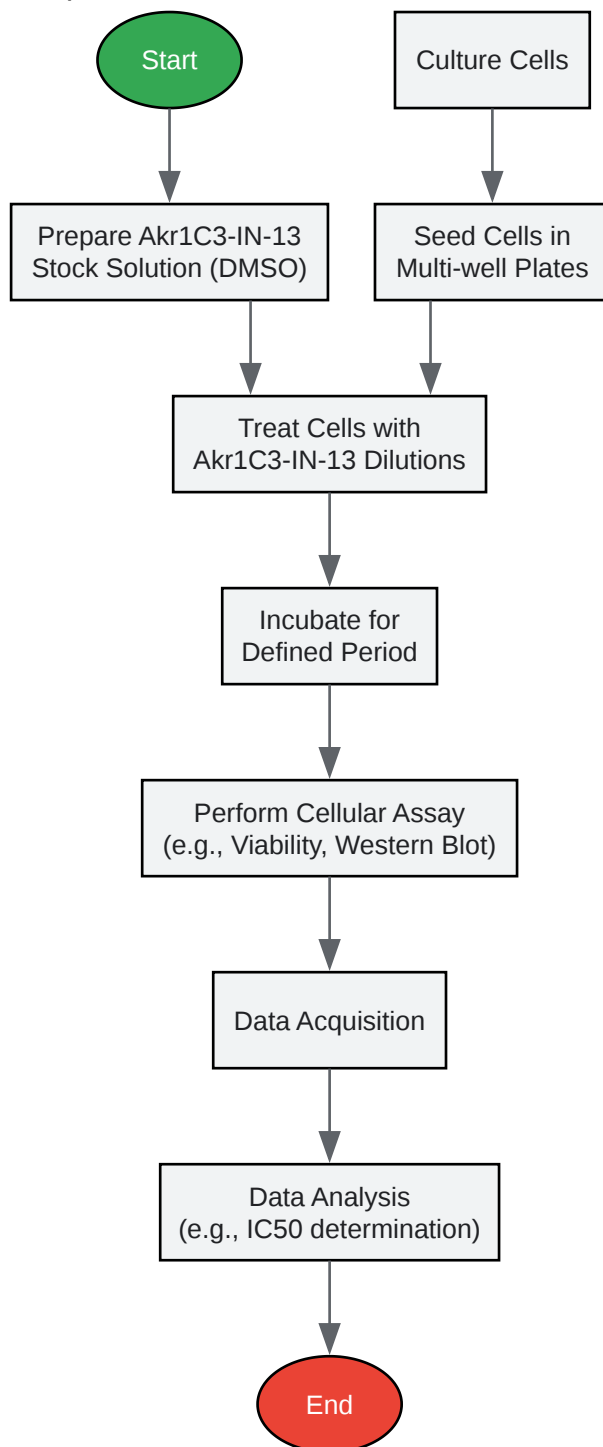 Start
Culture Cells
Prepare Akr1C3-IN-13
Stock Solution (DMSO)
Seed Cells in
Multi-well Plates
Treat Cells with
Akr1C3-IN-13 Dilutions
Incubate for
Defined Period
Perform Cellular Assay
(e.g., Viability, Western Blot)
Data Acquisition
Data Analysis
(e.g., IC50 determination)
End